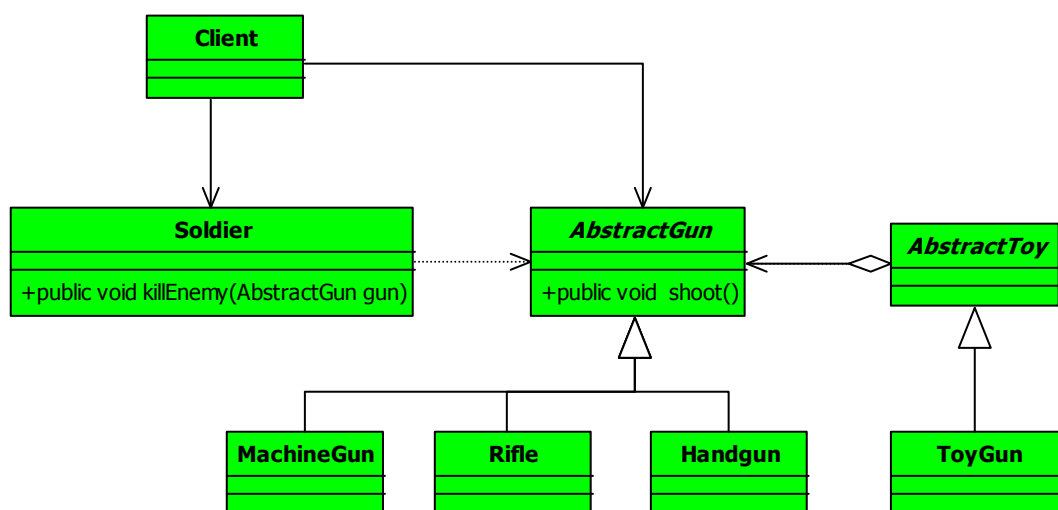 Client
Soldier
+public void killEnemy(AbstractGun gun)
AbstractGun
+public void  shoot()
AbstractToy
MachineGun
Rifle
Handgun
ToyGun